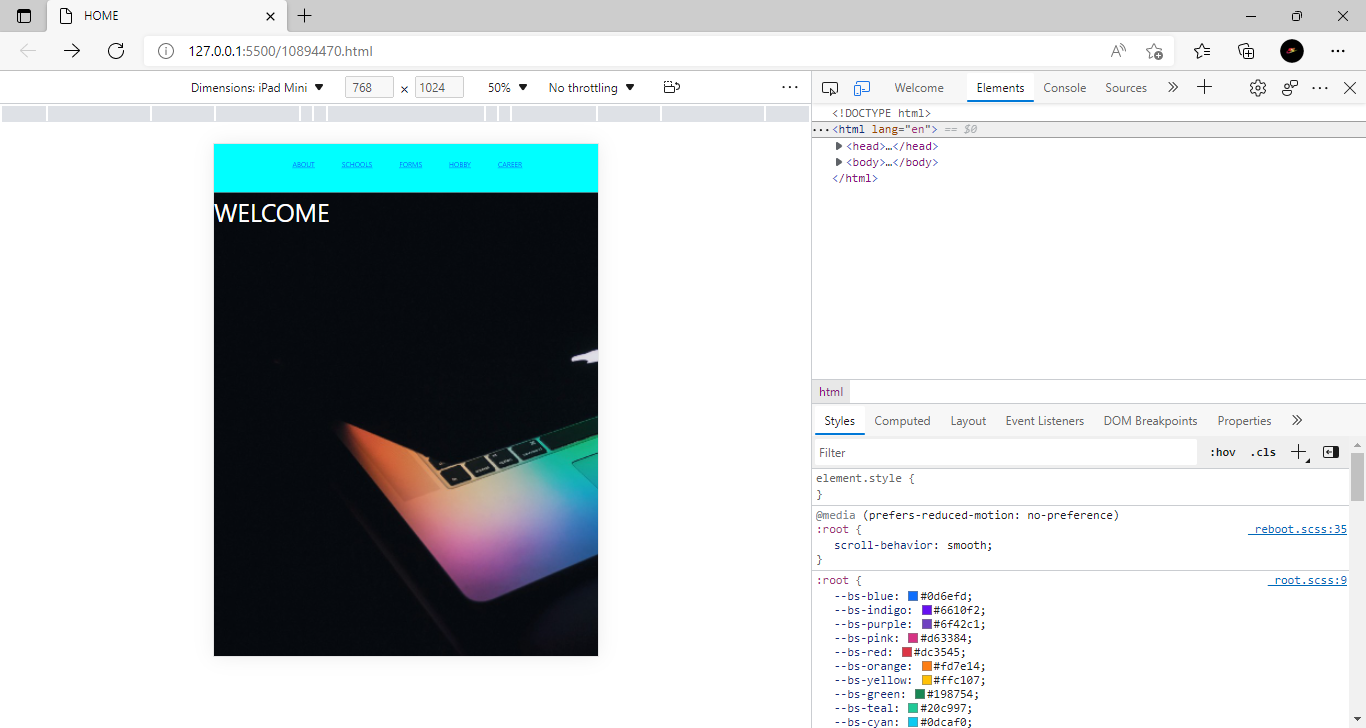 HOME
127.0.0.1:5500/10894470.html
Dimensions: iPad Mini 768 × 1024 50% No throttling
Welcome Elements Console Sources
ABOUT SCHOOLS FORMS HOBBY CAREER
WELCOME
<!DOCTYPE html>
···<html lang="en"> == $0
<head>…</head>
<body>…</body>
</html>
html
Styles Computed Layout Event Listeners DOM Breakpoints Properties
Filter :hov .cls
element.style {
}
@media (prefers-reduced-motion: no-preference)
:root { _reboot.scss:35
scroll-behavior: smooth;
}
:root { _root.scss:9
--bs-blue: #0d6efd;
--bs-indigo: #6610f2;
--bs-purple: #6f42c1;
--bs-pink: #d63384;
--bs-red: #dc3545;
--bs-orange: #fd7e14;
--bs-yellow: #ffc107;
--bs-green: #198754;
--bs-teal: #20c997;
--bs-cyan: #0dcaf0;